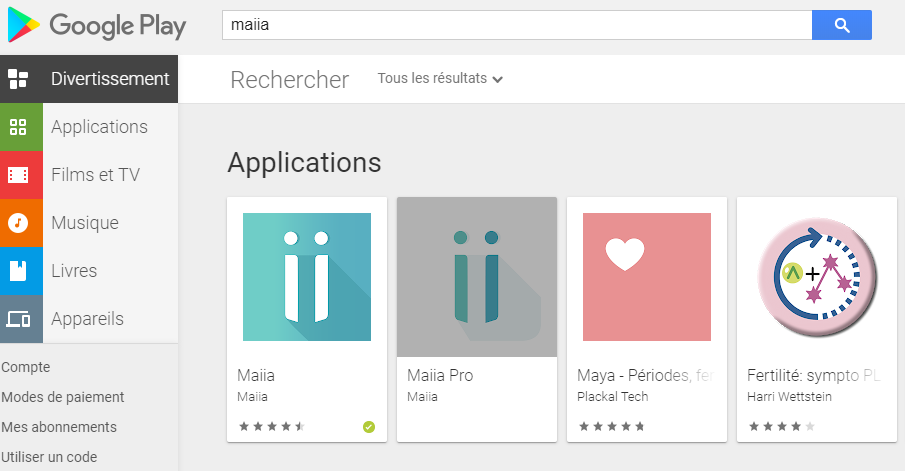 Google Play
maiia
Divertissement
Rechercher
Tous les résultats
Applications
Films et TV
Musique
Livres
Appareils
Compte
Modes de paiement
Mes abonnements
Utiliser un code
Applications
Maiia
Maiia
Maiia Pro
Maiia
Maya - Périodes, fer
Plackal Tech
Fertilité: sympto PL
Harri Wettstein